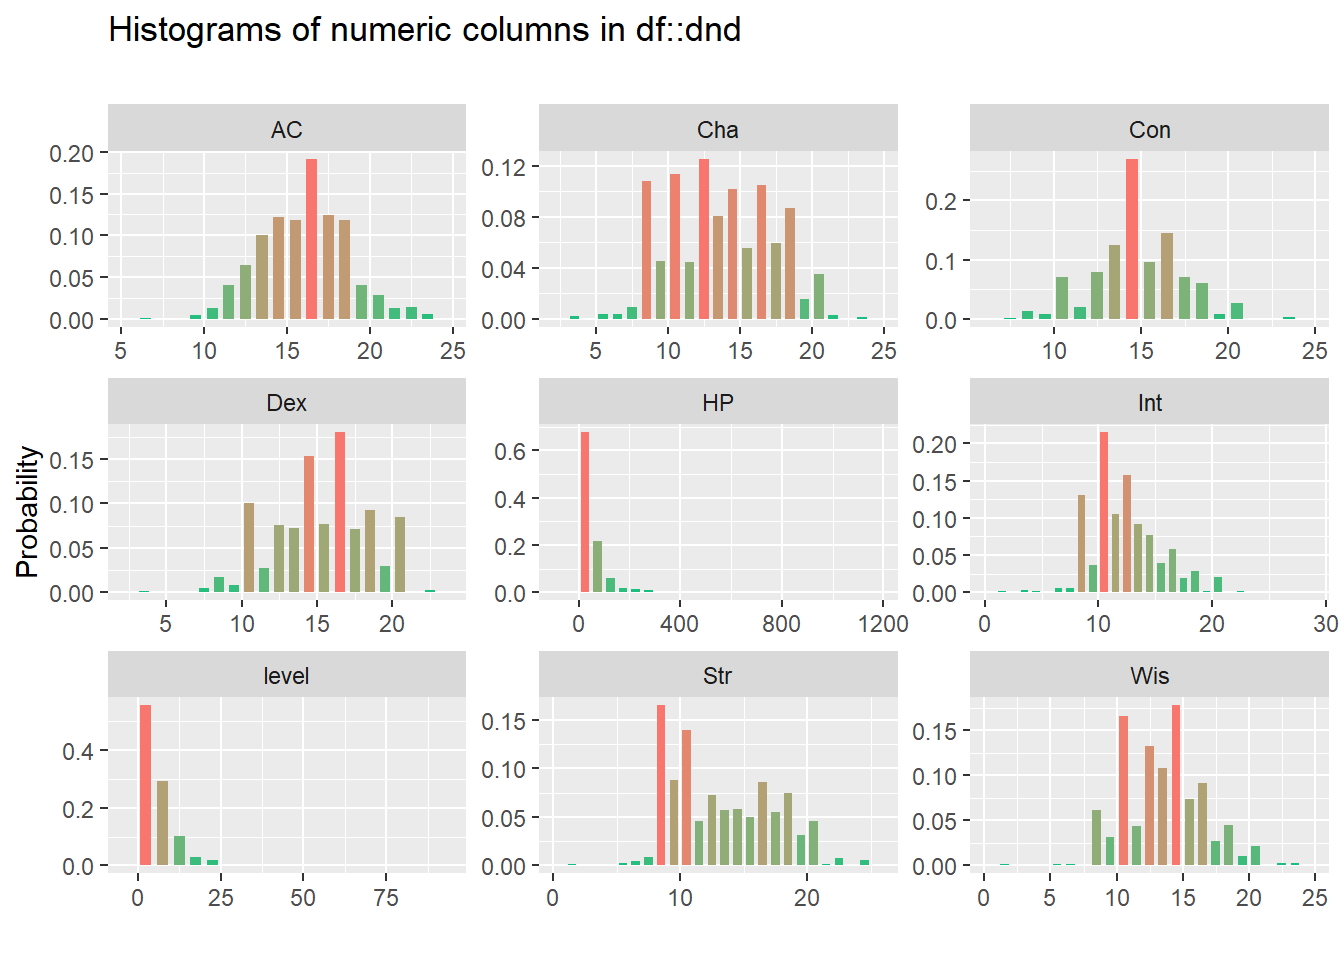 Histograms of numeric columns in df::dnd
AC Cha Con
0.20
0.15
0.10
0.05
0.00
0.12
0.08
0.04
0.00
0.2
0.1
0.0
5 10 15 20 25
5 10 15 20 25
10 15 20 25
Dex HP Int
Probability
0.15
0.10
0.05
0.00
0.6
0.4
0.2
0.0
0.20
0.15
0.10
0.05
0.00
5 10 15 20
0 400 800 1200
0 10 20 30
level Str Wis
0.4
0.2
0.0
0.15
0.10
0.05
0.00
0.15
0.10
0.05
0.00
0 25 50 75
0 10 20
0 5 10 15 20 25